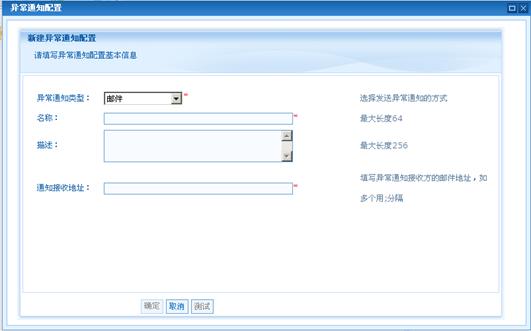 异常通知配置
新建异常通知配置
请填写异常通知配置基本信息
异常通知类型： 邮件 * 选择发送异常通知的方式
名称： * 最大长度64
描述： 最大长度256
通知接收地址： * 填写异常通知接收方的邮件地址，如
多个用;分隔
确定 取消 测试